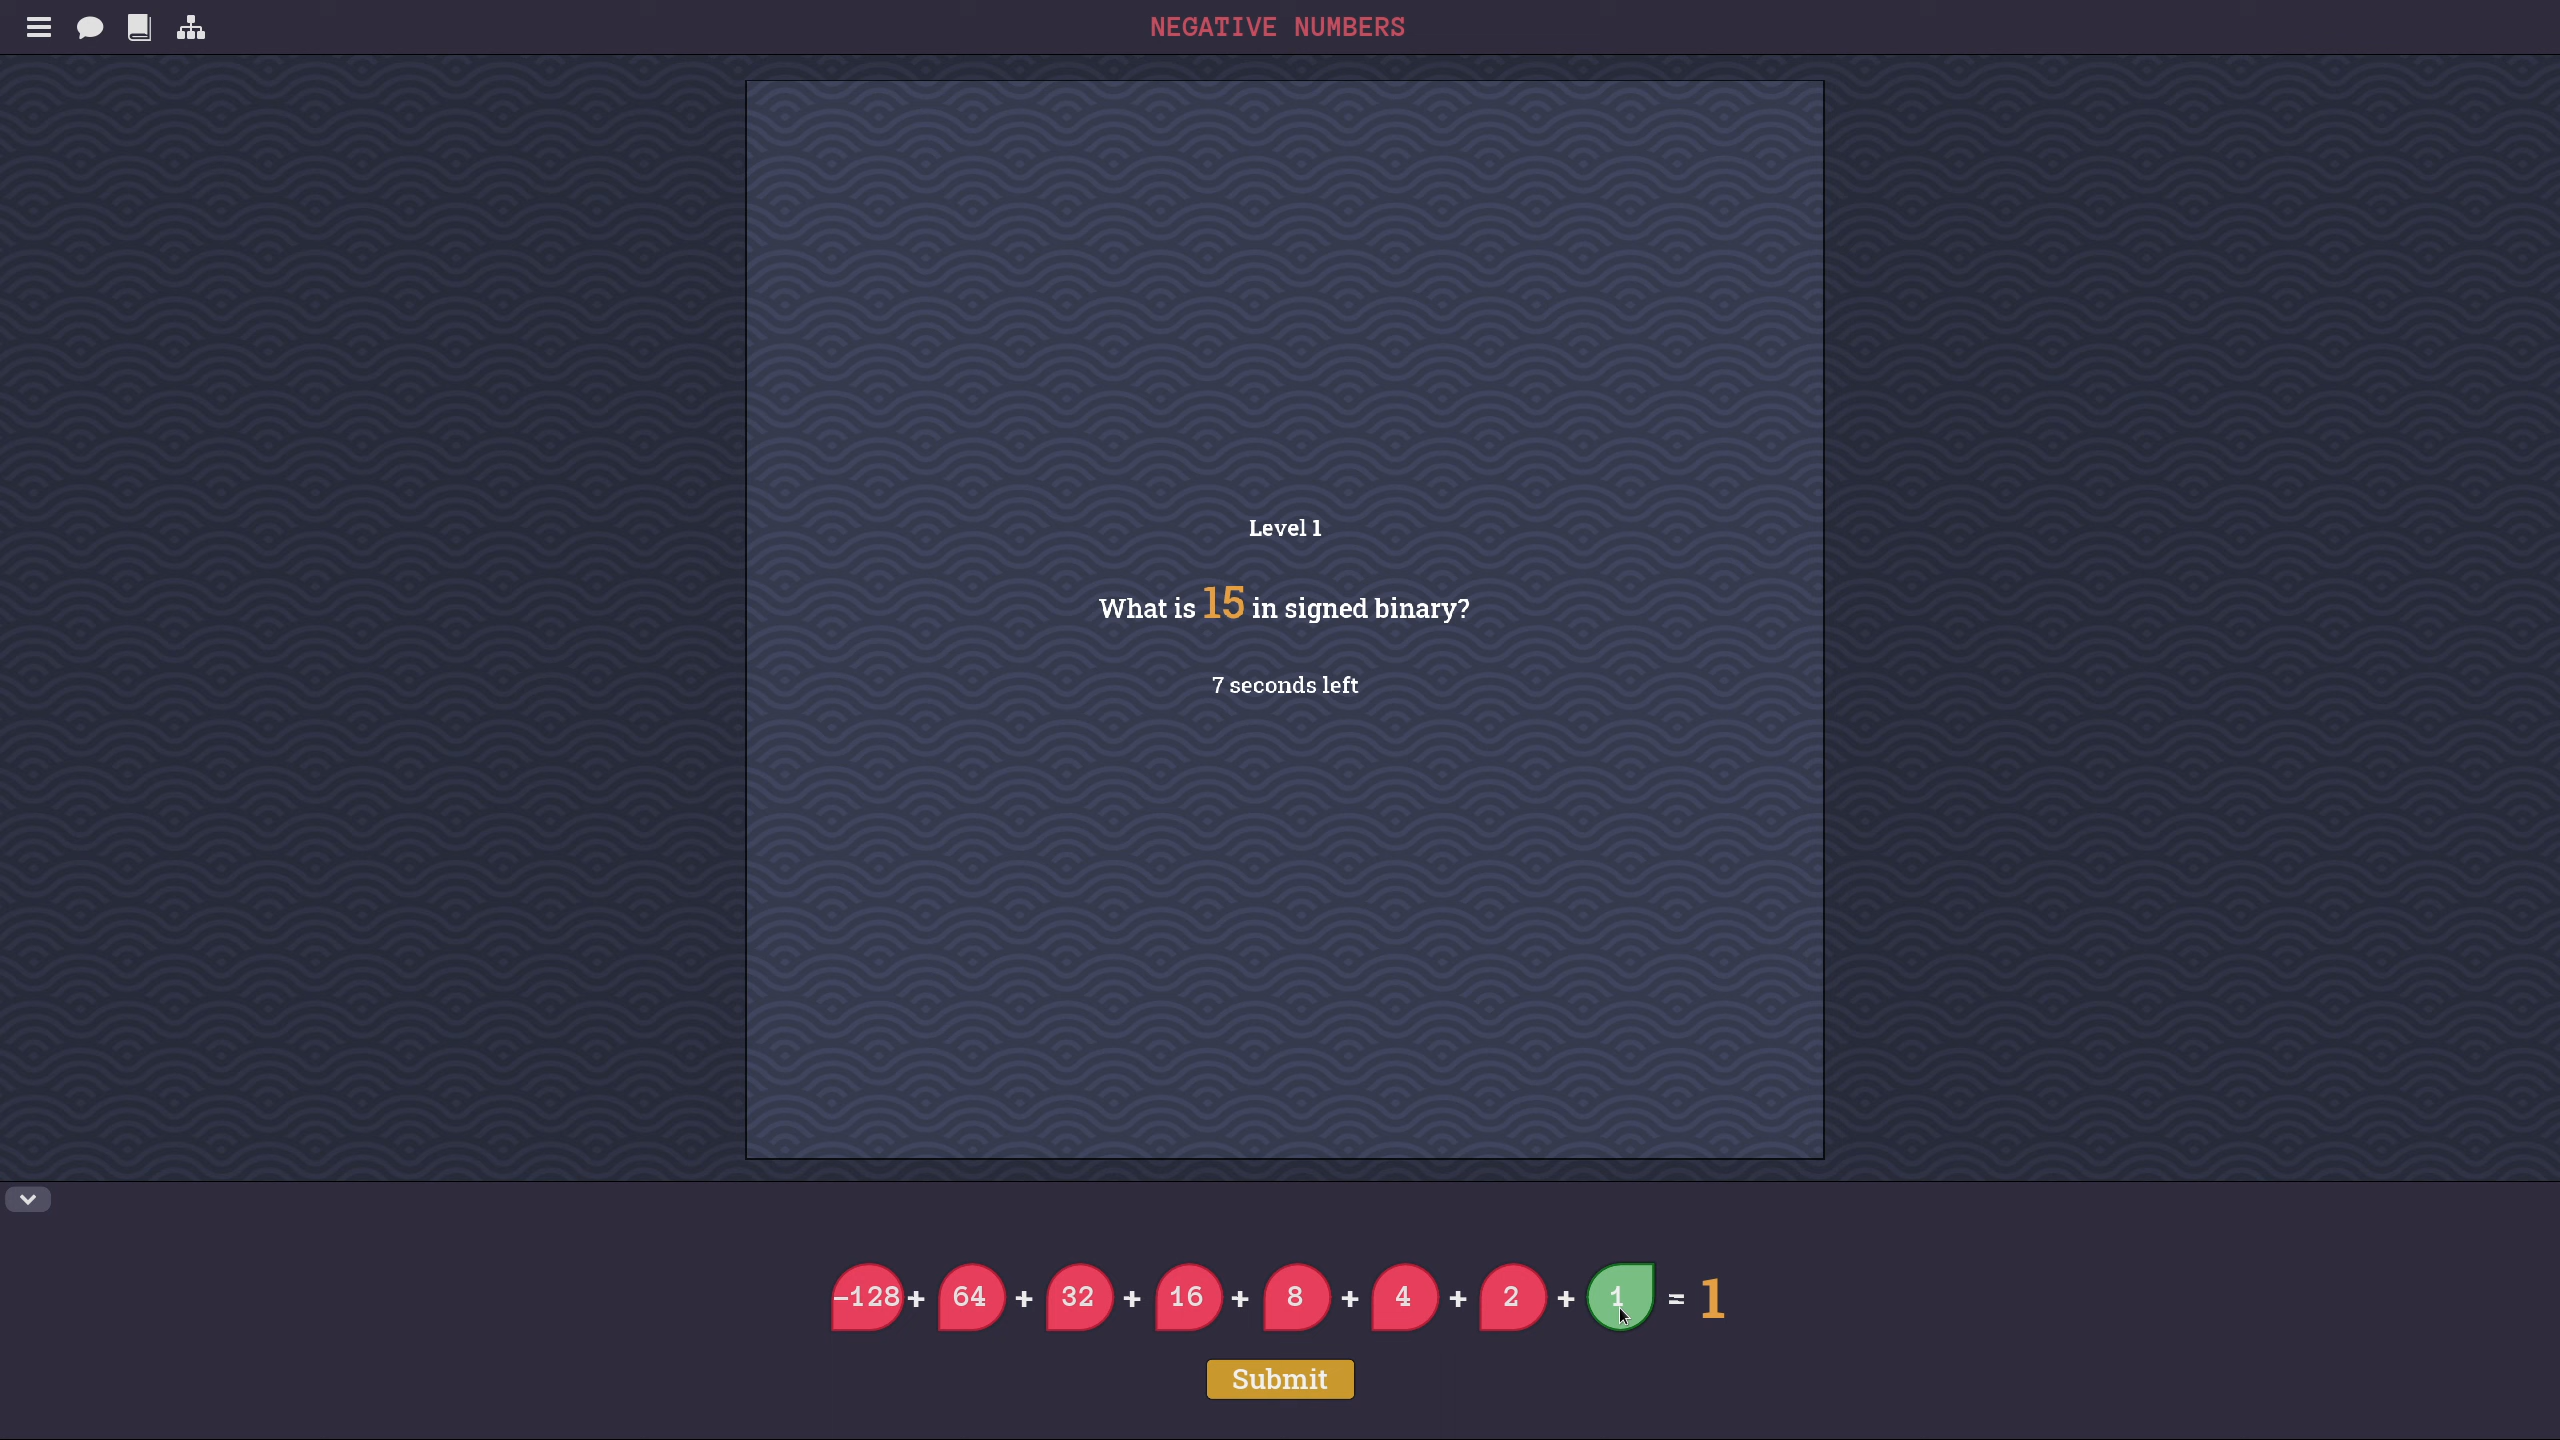 NEGATIVE NUMBERS
Level 1
What is 15 in signed binary?
7 seconds left
-128 + 64 + 32 + 16 + 8 + 4 + 2 + 1 = 1
Submit